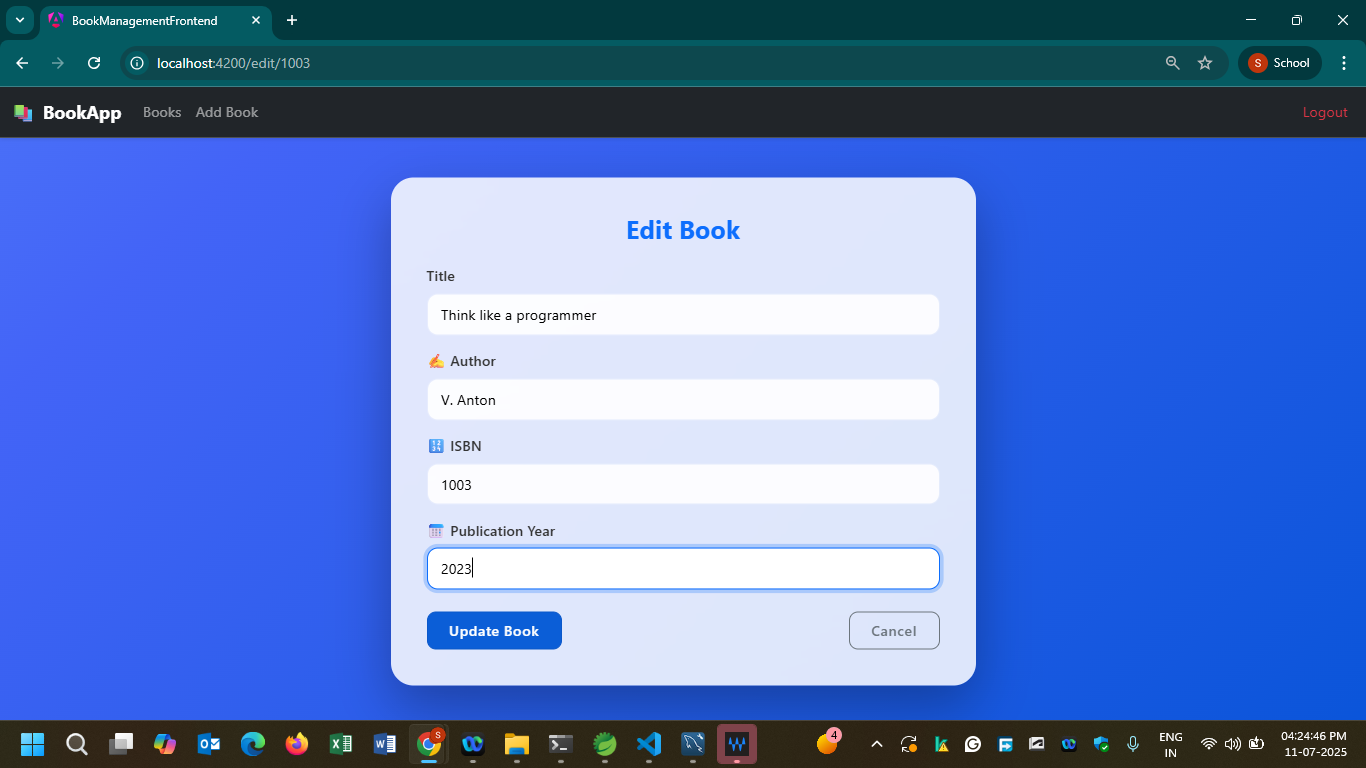 BookManagementFrontend
localhost:4200/edit/1003
S School
BookApp Books Add Book Logout
Edit Book
Title
Think like a programmer
Author
V. Anton
ISBN
1003
Publication Year
2023
Update Book Cancel
4
ENG
IN
04:24:46 PM
11-07-2025